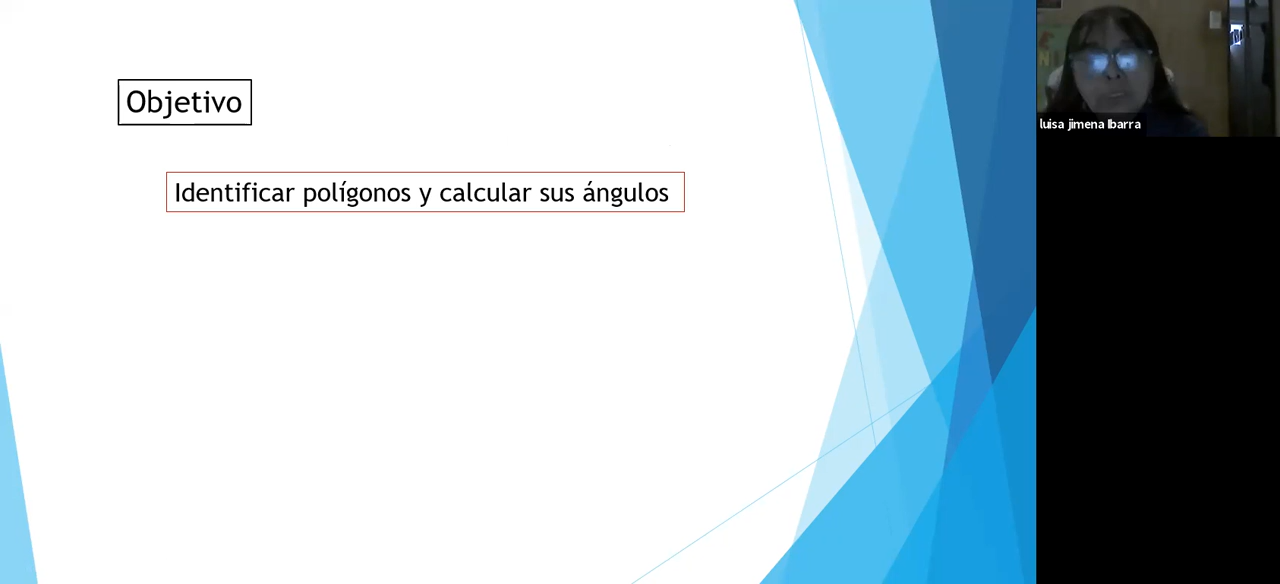 Objetivo
Identificar polígonos y calcular sus ángulos
luisa jimena Ibarra